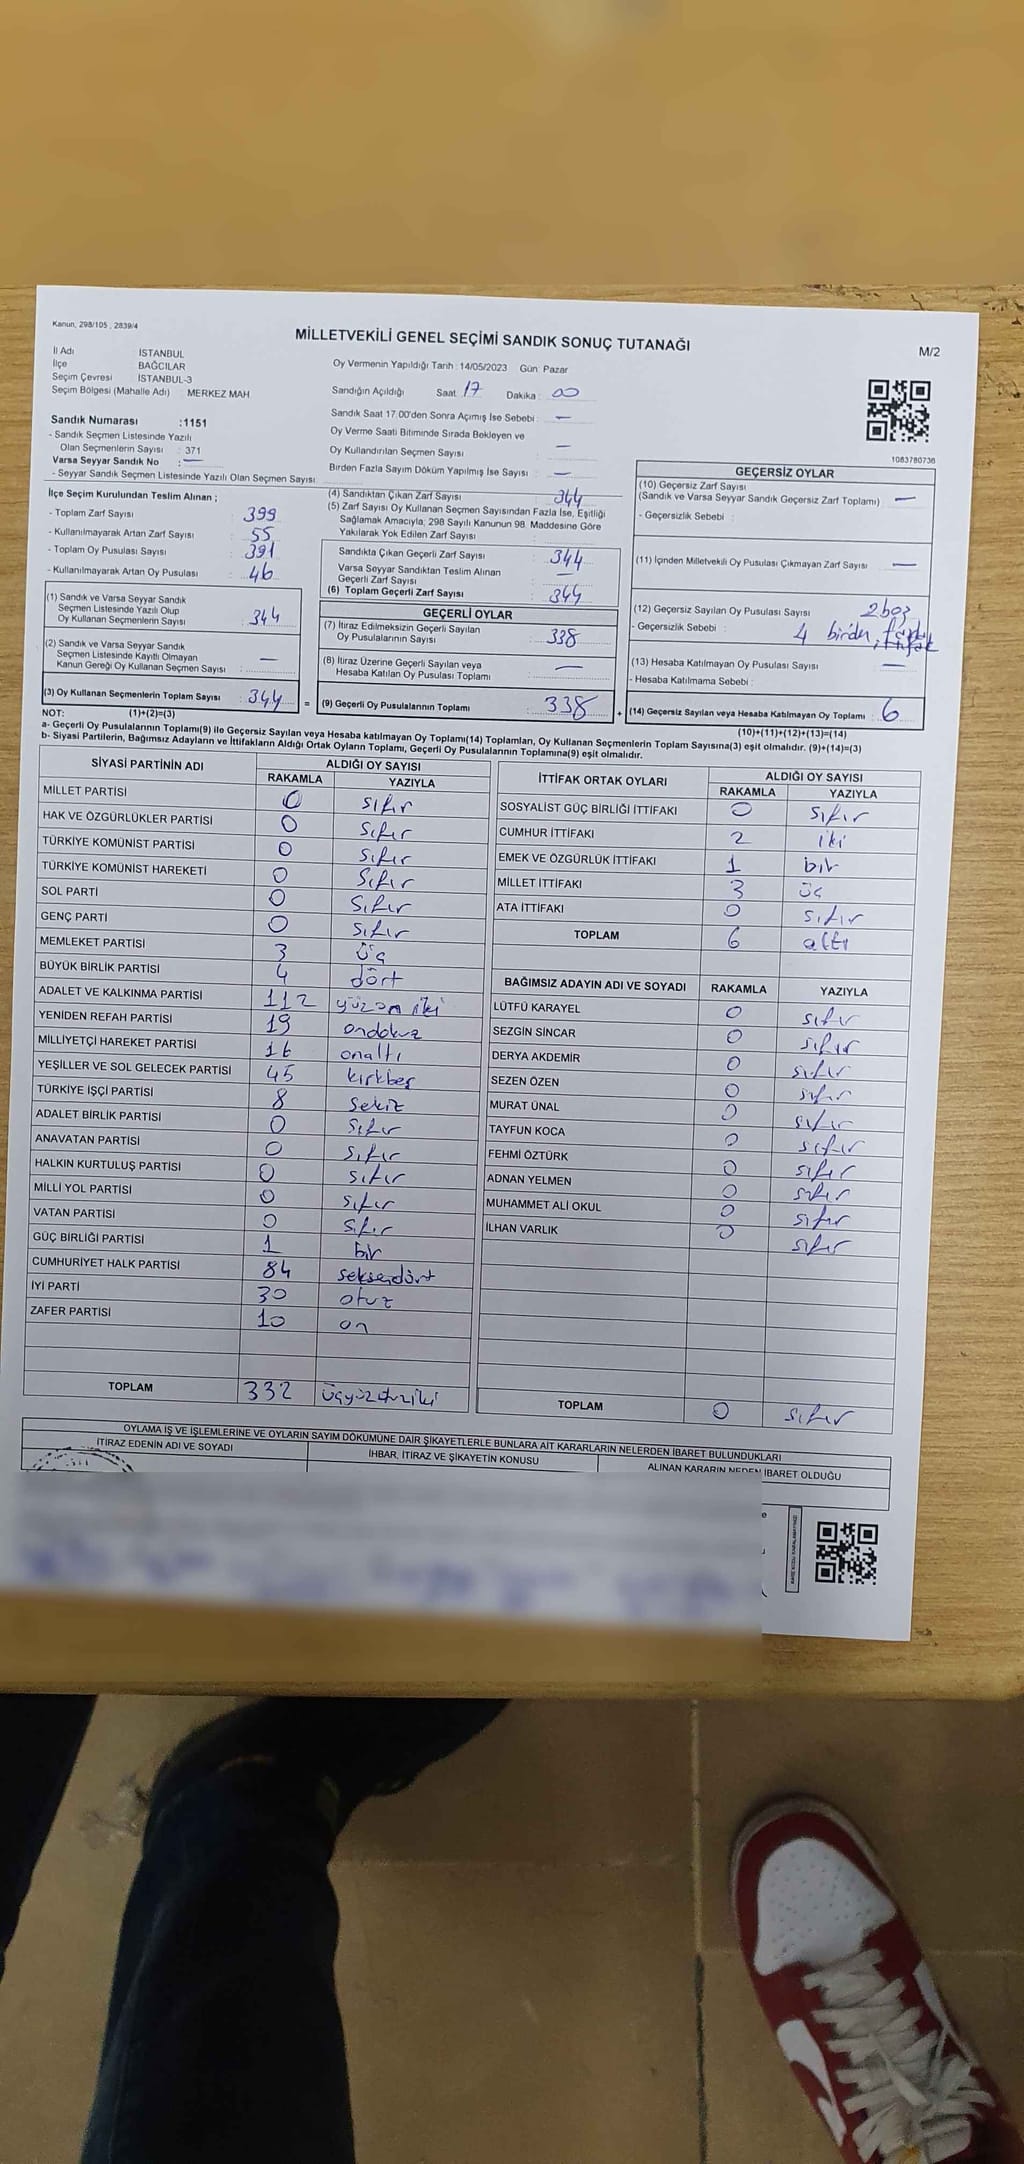 Kanun, 298/105 , 2839/4
MİLLETVEKİLİ GENEL SEÇİMİ SANDIK SONUÇ TUTANAĞI
M/2
İl Adı İSTANBUL
İlçe BAĞCILAR
Seçim Çevresi İSTANBUL-3
Seçim Bölgesi (Mahalle Adı) MERKEZ MAH
Oy Vermenin Yapıldığı Tarih : 14/05/2023 Gün Pazar
Sandığın Açıldığı Saat 17 Dakika : 00
Sandık Saat 17.00'den Sonra Açılmış İse Sebebi : —
Oy Verme Saati Bitiminde Sırada Bekleyen ve
Oy Kullandırılan Seçmen Sayısı : —
Birden Fazla Sayım Döküm Yapılmış İse Sayısı : —
Sandık Numarası :1151
- Sandık Seçmen Listesinde Yazılı
Olan Seçmenlerin Sayısı : 371
Varsa Seyyar Sandık No : —
- Seyyar Sandık Seçmen Listesinde Yazılı Olan Seçmen Sayısı :
1083780736
İlçe Seçim Kurulundan Teslim Alınan ;
- Toplam Zarf Sayısı : 399
- Kullanılmayarak Artan Zarf Sayısı : 55
- Toplam Oy Pusulası Sayısı : 391
- Kullanılmayarak Artan Oy Pusulası : 46
(1) Sandık ve Varsa Seyyar Sandık
Seçmen Listesinde Yazılı Olup
Oy Kullanan Seçmenlerin Sayısı : 344
(2) Sandık ve Varsa Seyyar Sandık
Seçmen Listesinde Kayıtlı Olmayan
Kanun Gereği Oy Kullanan Seçmen Sayısı : —
(3) Oy Kullanan Seçmenlerin Toplam Sayısı : 344
(1)+(2)=(3)
(4) Sandıktan Çıkan Zarf Sayısı : 344
(5) Zarf Sayısı Oy Kullanan Seçmen Sayısından Fazla İse, Eşitliği
Sağlamak Amacıyla, 298 Sayılı Kanunun 98. Maddesine Göre
Yakılarak Yok Edilen Zarf Sayısı :
Sandıkta Çıkan Geçerli Zarf Sayısı : 344
Varsa Seyyar Sandıktan Teslim Alınan
Geçerli Zarf Sayısı : —
(6) Toplam Geçerli Zarf Sayısı : 344
GEÇERLİ OYLAR
(7) İtiraz Edilmeksizin Geçerli Sayılan
Oy Pusulalarının Sayısı : 338
(8) İtiraz Üzerine Geçerli Sayılan veya
Hesaba Katılan Oy Pusulası Toplamı : —
= (9) Geçerli Oy Pusulalarının Toplamı : 338 +
GEÇERSİZ OYLAR
(10) Geçersiz Zarf Sayısı
(Sandık ve Varsa Seyyar Sandık Geçersiz Zarf Toplamı) : —
- Geçersizlik Sebebi :
(11) İçinden Milletvekili Oy Pusulası Çıkmayan Zarf Sayısı : —
(12) Geçersiz Sayılan Oy Pusulası Sayısı : 2 boş
- Geçersizlik Sebebi : 4 birden
(13) Hesaba Katılmayan Oy Pusulası Sayısı : —
- Hesaba Katılmama Sebebi :
(14) Geçersiz Sayılan veya Hesaba Katılmayan Oy Toplamı : 6
(10)+(11)+(12)+(13)=(14)
NOT:
a- Geçerli Oy Pusulalarının Toplamı(9) ile Geçersiz Sayılan veya Hesaba katılmayan Oy Toplamı(14) Toplamları, Oy Kullanan Seçmenlerin Toplam Sayısına(3) eşit olmalıdır. (9)+(14)=(3)
b- Siyasi Partilerin, Bağımsız Adayların ve İttifakların Aldığı Ortak Oyların Toplamı, Geçerli Oy Pusulalarının Toplamına(9) eşit olmalıdır.
SİYASİ PARTİNİN ADI ALDIĞI OY SAYISI
RAKAMLA YAZIYLA
MİLLET PARTİSİ 0 sıfır
HAK VE ÖZGÜRLÜKLER PARTİSİ 0 sıfır
TÜRKİYE KOMÜNİST PARTİSİ 0 sıfır
TÜRKİYE KOMÜNİST HAREKETİ 0 sıfır
SOL PARTİ 0 sıfır
GENÇ PARTİ 0 sıfır
MEMLEKET PARTİSİ 3 üç
BÜYÜK BİRLİK PARTİSİ 4 dört
ADALET VE KALKINMA PARTİSİ 112 yüzon iki
YENİDEN REFAH PARTİSİ 19 ondokuz
MİLLİYETÇİ HAREKET PARTİSİ 16 onaltı
YEŞİLLER VE SOL GELECEK PARTİSİ 45 kırkbeş
TÜRKİYE İŞÇİ PARTİSİ 8 sekiz
ADALET BİRLİK PARTİSİ 0 sıfır
ANAVATAN PARTİSİ 0 sıfır
HALKIN KURTULUŞ PARTİSİ 0 sıfır
MİLLİ YOL PARTİSİ 0 sıfır
VATAN PARTİSİ 0 sıfır
GÜÇ BİRLİĞİ PARTİSİ 1 bir
CUMHURİYET HALK PARTİSİ 84 seksendört
İYİ PARTİ 30 otuz
ZAFER PARTİSİ 10 on
TOPLAM 332 üçyüzotuziki
İTTİFAK ORTAK OYLARI ALDIĞI OY SAYISI
RAKAMLA YAZIYLA
SOSYALİST GÜÇ BİRLİĞİ İTTİFAKI 0 sıfır
CUMHUR İTTİFAKI 2 iki
EMEK VE ÖZGÜRLÜK İTTİFAKI 1 bir
MİLLET İTTİFAKI 3 üç
ATA İTTİFAKI 0 sıfır
TOPLAM 6 altı
BAĞIMSIZ ADAYIN ADI VE SOYADI RAKAMLA YAZIYLA
LÜTFÜ KARAYEL 0 sıfır
SEZGİN SİNCAR 0 sıfır
DERYA AKDEMİR 0 sıfır
SEZEN ÖZEN 0 sıfır
MURAT ÜNAL 0 sıfır
TAYFUN KOCA 0 sıfır
FEHMİ ÖZTÜRK 0 sıfır
ADNAN YELMEN 0 sıfır
MUHAMMET ALİ OKUL 0 sıfır
İLHAN VARLIK 0 sıfır
TOPLAM 0 sıfır
OYLAMA İŞ VE İŞLEMLERİNE VE OYLARIN SAYIM DÖKÜMÜNE DAİR ŞİKAYETLERLE BUNLARA AİT KARARLARIN NELERDEN İBARET BULUNDUKLARI
İTİRAZ EDENİN ADI VE SOYADI İHBAR, İTİRAZ VE ŞİKAYETİN KONUSU ALINAN KARARIN NEDEN İBARET OLDUĞU